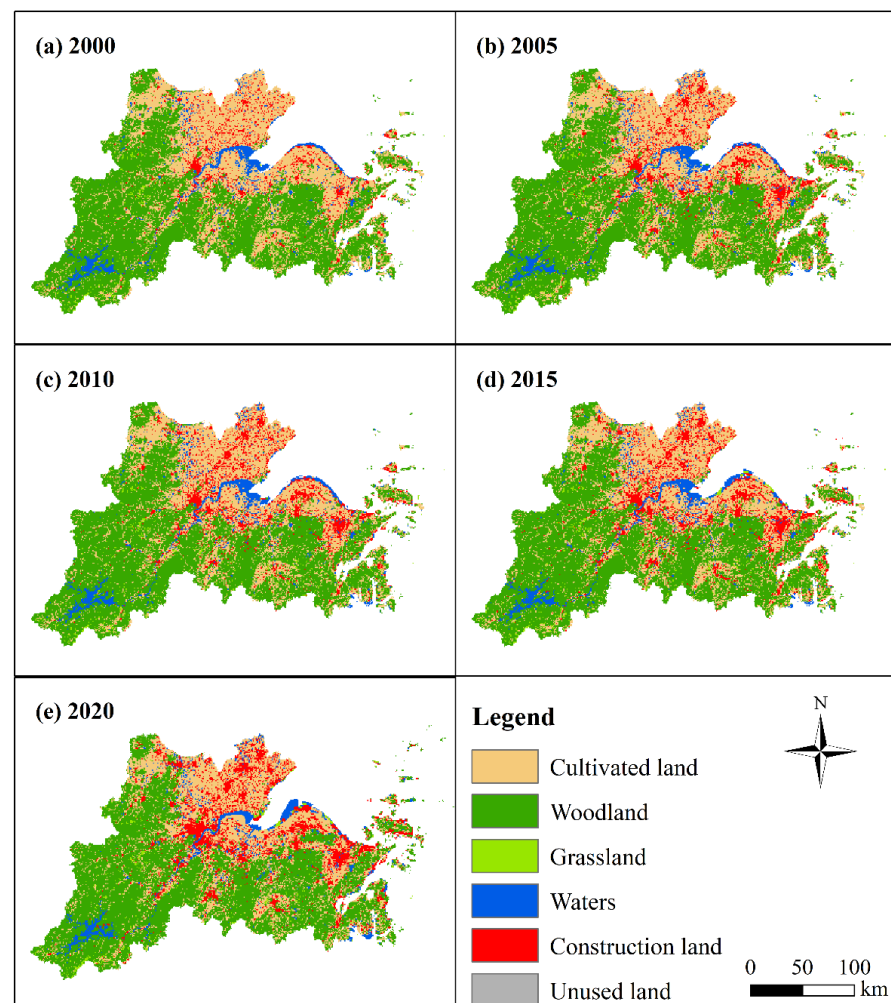 (a) 2000
(b) 2005
(c) 2010
(d) 2015
(e) 2020
Legend
N
Cultivated land
Woodland
Grassland
Waters
Construction land
Unused land
0 50 100
km